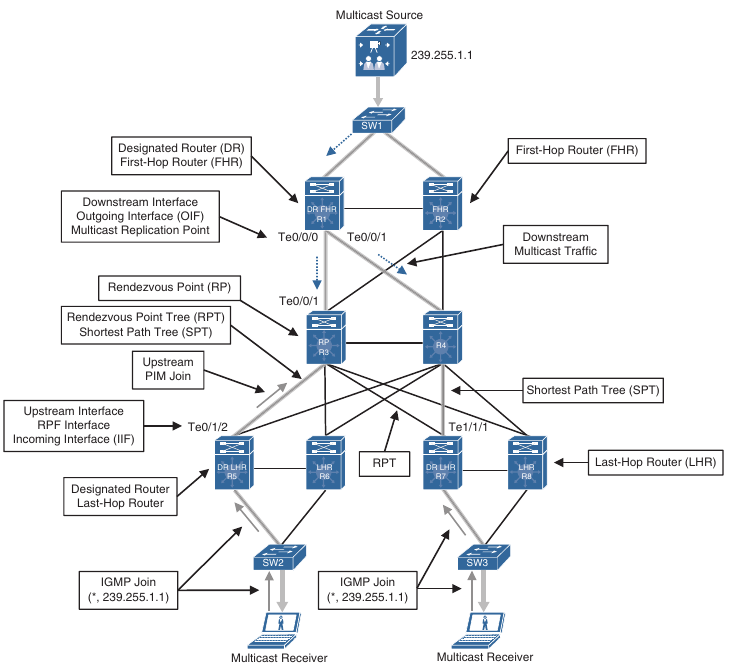 Multicast Source
239.255.1.1
SW1
Designated Router (DR)
First-Hop Router (FHR)
First-Hop Router (FHR)
DR FHR
R1
FHR
R2
Downstream Interface
Outgoing Interface (OIF)
Multicast Replication Point
Te0/0/0
Te0/0/1
Downstream
Multicast Traffic
Rendezvous Point (RP)
Te0/0/1
Rendezvous Point Tree (RPT)
Shortest Path Tree (SPT)
RP
R3
R4
Upstream
PIM Join
Shortest Path Tree (SPT)
Upstream Interface
RPF Interface
Incoming Interface (IIF)
Te0/1/2
Te1/1/1
RPT
DR LHR
R5
LHR
R6
DR LHR
R7
LHR
R8
Last-Hop Router (LHR)
Designated Router
Last-Hop Router
SW2
SW3
IGMP Join
(*, 239.255.1.1)
IGMP Join
(*, 239.255.1.1)
Multicast Receiver
Multicast Receiver